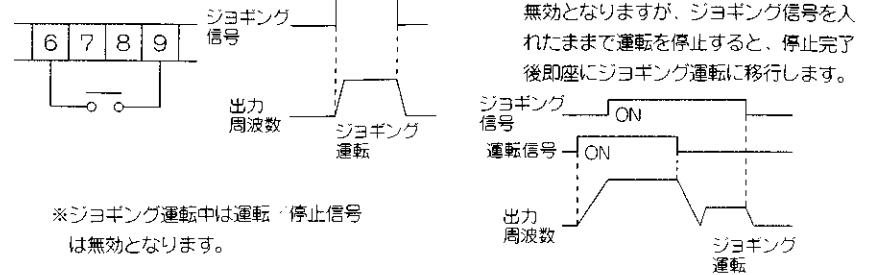 6 7 8 9
ジョギング
信号
出力
周波数
ジョギング
運転
※ジョギング運転中は運転/停止信号
は無効となります。
無効となりますが、ジョギング信号を入
れたままで運転を停止すると、停止完了
後即座にジョギング運転に移行します。
ジョギング
信号
ON
運転信号
ON
出力
周波数
ジョギング
運転